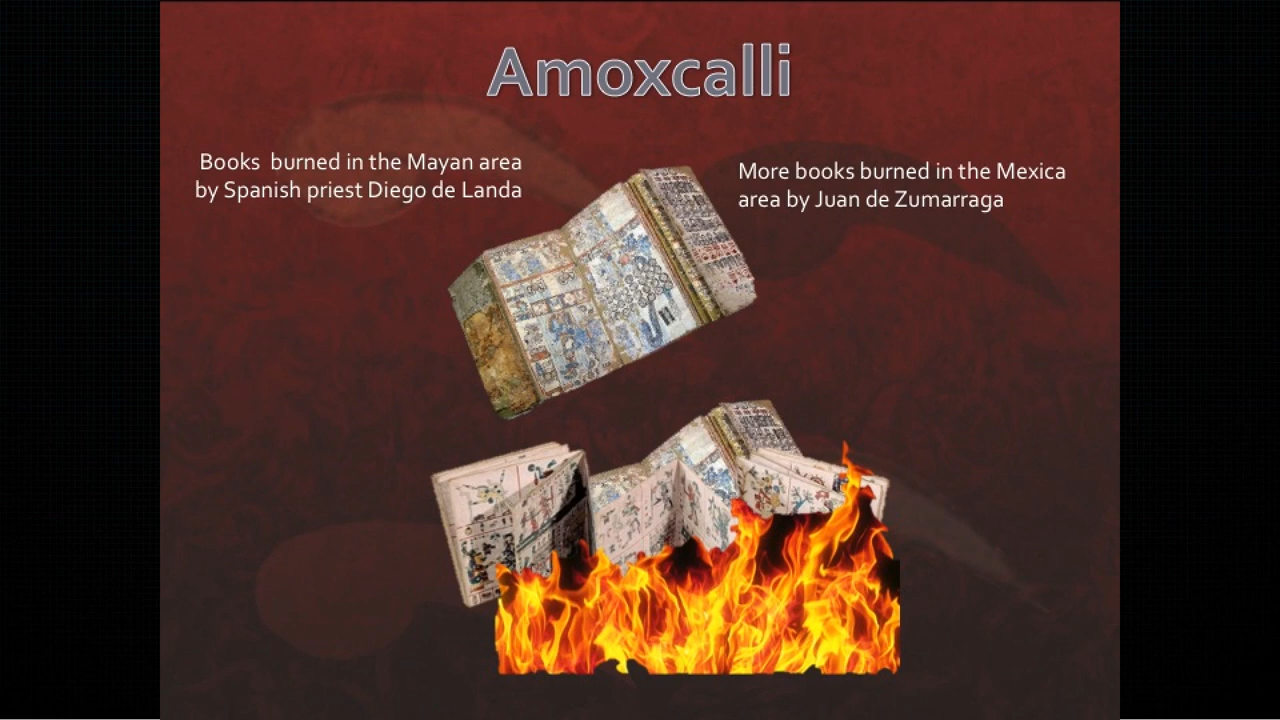 Amoxcalli
Books  burned in the Mayan area
by Spanish priest Diego de Landa
More books burned in the Mexica
area by Juan de Zumarraga